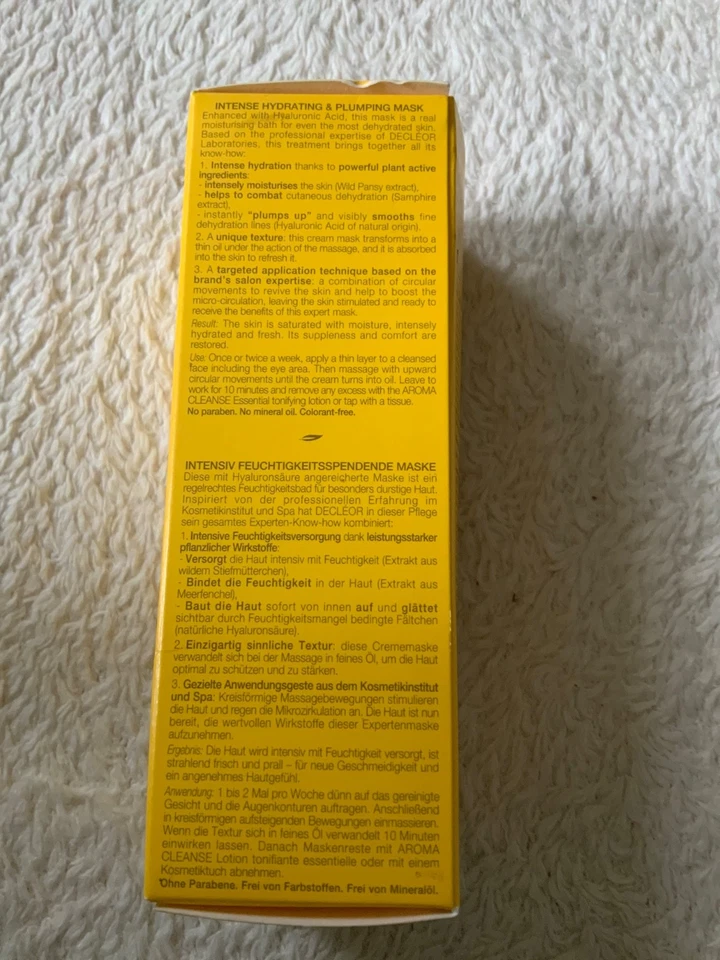 INTENSE HYDRATING & PLUMPING MASK
Enhanced with Hyaluronic Acid, this mask is a real
moisturising bath for even the most dehydrated skin.
Based on the professional expertise of DECLÉOR
Laboratories, this treatment brings together all its
know-how:
1. Intense hydration thanks to powerful plant active
ingredients:
- intensely moisturises the skin (Wild Pansy extract),
- helps to combat cutaneous dehydration (Samphire
extract),
- instantly “plumps up” and visibly smooths fine
dehydration lines (Hyaluronic Acid of natural origin).
2. A unique texture: this cream mask transforms into a
thin oil under the action of the massage, and it is absorbed
into the skin to refresh it.
3. A targeted application technique based on the
brand's salon expertise: a combination of circular
movements to revive the skin and help to boost the
micro-circulation, leaving the skin stimulated and ready to
receive the benefits of this expert mask.
Result: The skin is saturated with moisture, intensely
hydrated and fresh. Its suppleness and comfort are
restored.
Use: Once or twice a week, apply a thin layer to a cleansed
face including the eye area. Then massage with upward
circular movements until the cream turns into oil. Leave to
work for 10 minutes and remove any excess with the AROMA
CLEANSE Essential tonifying lotion or tap with a tissue.
No paraben. No mineral oil. Colorant-free.
INTENSIV FEUCHTIGKEITSSPENDENDE MASKE
Diese mit Hyaluronsäure angereicherte Maske ist ein
regelrechtes Feuchtigkeitsbad für besonders durstige Haut.
Inspiriert von der professionellen Erfahrung im
Kosmetikinstitut und Spa hat DECLÉOR in dieser Pflege
sein gesamtes Experten-Know-how kombiniert:
1. Intensive Feuchtigkeitsversorgung dank leistungsstarker
pflanzlicher Wirkstoffe:
- Versorgt die Haut intensiv mit Feuchtigkeit (Extrakt aus
wildem Stiefmütterchen),
- Bindet die Feuchtigkeit in der Haut (Extrakt aus
Meerfenchel),
- Baut die Haut sofort von innen auf und glättet
sichtbar durch Feuchtigkeitsmangel bedingte Fältchen
(natürliche Hyaluronsäure).
2. Einzigartig sinnliche Textur: diese Crememaske
verwandelt sich bei der Massage in feines Öl, um die Haut
optimal zu schützen und zu stärken.
3. Gezielte Anwendungsgeste aus dem Kosmetikinstitut
und Spa: Kreisförmige Massagebewegungen stimulieren
die Haut und regen die Mikrozirkulation an. Die Haut ist nun
bereit, die wertvollen Wirkstoffe dieser Expertenmaske
aufzunehmen.
Ergebnis: Die Haut wird intensiv mit Feuchtigkeit versorgt, ist
strahlend frisch und prall – für neue Geschmeidigkeit und
ein angenehmes Hautgefühl.
Anwendung: 1 bis 2 Mal pro Woche dünn auf das gereinigte
Gesicht und die Augenkonturen auftragen. Anschließend
in kreisförmigen aufsteigenden Bewegungen einmassieren.
Wenn die Textur sich in feines Öl verwandelt 10 Minuten
einwirken lassen. Danach Maskenreste mit AROMA
CLEANSE Lotion tonifiante essentielle oder mit einem
Kosmetiktuch abnehmen.
Ohne Parabene. Frei von Farbstoffen. Frei von Mineralöl.